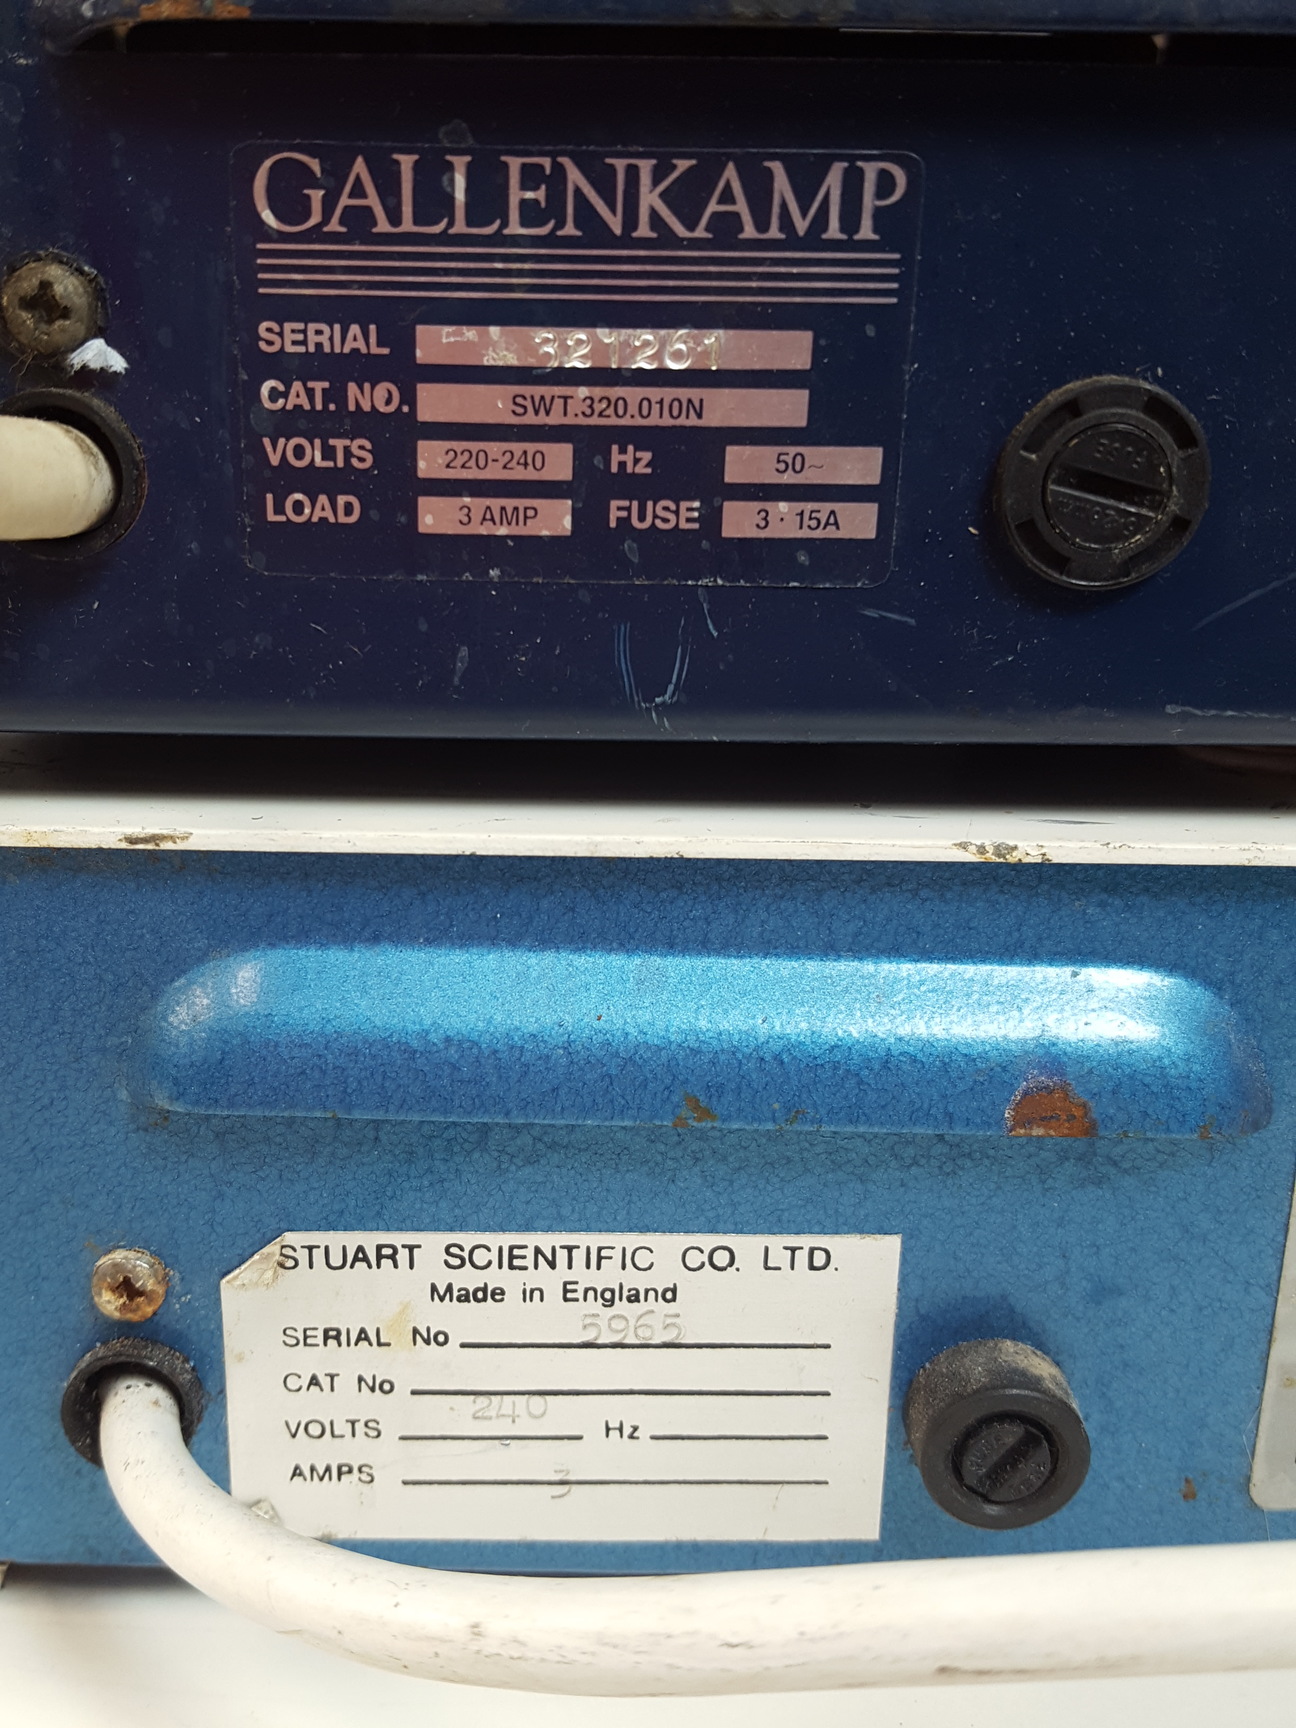 GALLENKAMP
SERIAL 321261
CAT. NO. SWT.320.010N
VOLTS 220-240 Hz 50~
LOAD 3 AMP FUSE 3·15A
FUSE
STUART SCIENTIFIC CO. LTD.
Made in England
SERIAL No 5965
CAT No
VOLTS 240 Hz
AMPS 3